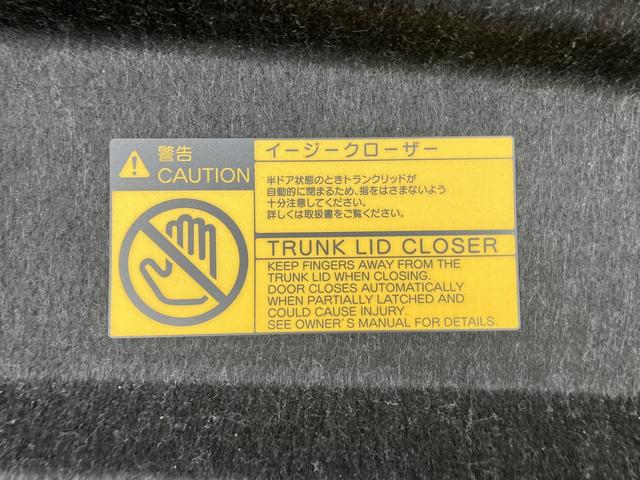 警告
CAUTION
イージークローザー
半ドア状態のときトランクリッドが
自動的に閉まるため、指をはさまないよう
十分注意してください。
詳しくは取扱書をご覧ください。
TRUNK LID CLOSER
KEEP FINGERS AWAY FROM THE
TRUNK LID WHEN CLOSING.
DOOR CLOSES AUTOMATICALLY
WHEN PARTIALLY LATCHED AND
COULD CAUSE INJURY.
SEE OWNER'S MANUAL FOR DETAILS.